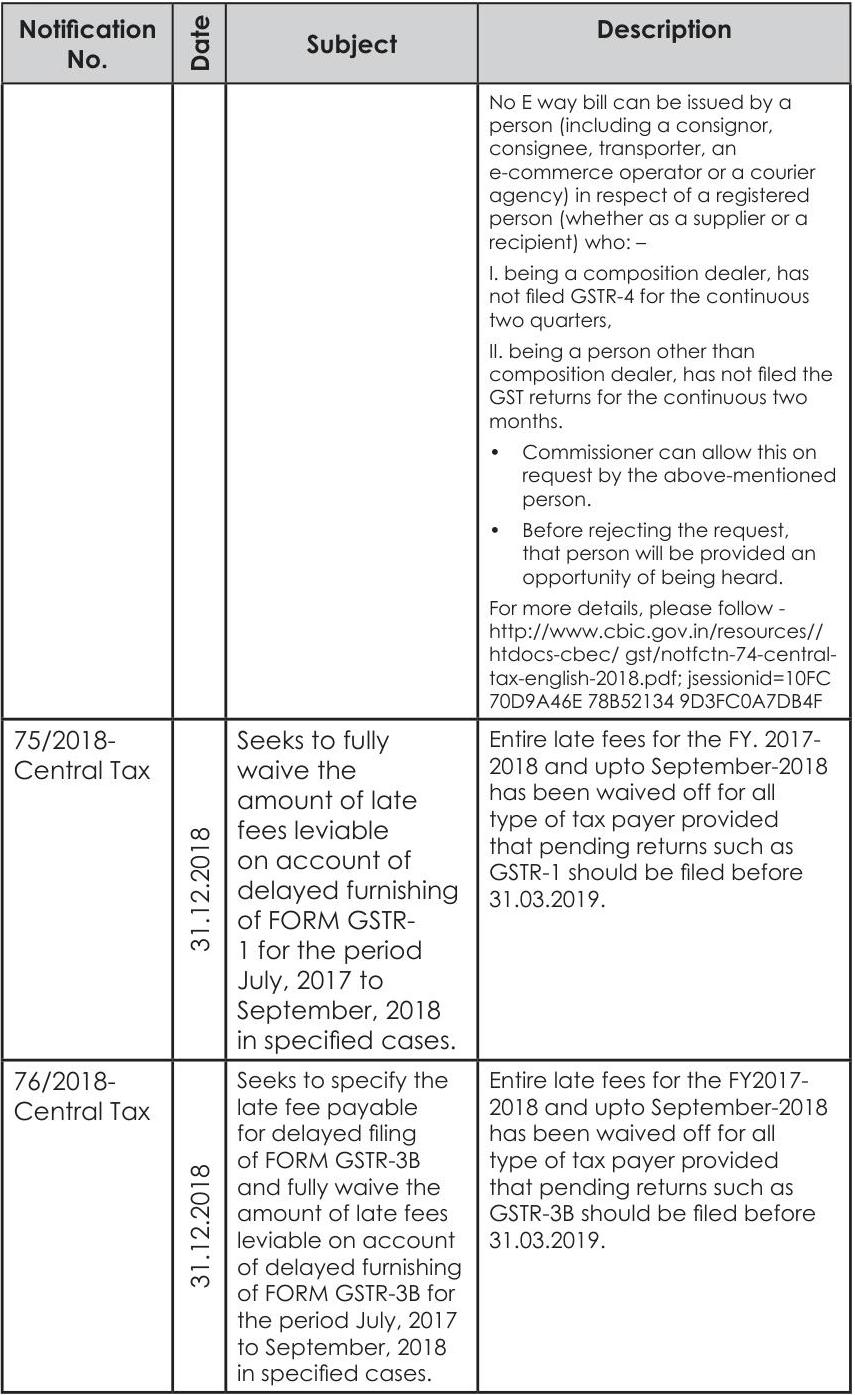 Notification
No.
Date
Subject
Description
No E way bill can be issued by a
person (including a consignor,
consignee, transporter, an
e-commerce operator or a courier
agency) in respect of a registered
person (whether as a supplier or a
recipient) who: –
I. being a composition dealer, has
not filed GSTR-4 for the continuous
two quarters,
II. being a person other than
composition dealer, has not filed the
GST returns for the continuous two
months.
• Commissioner can allow this on
request by the above-mentioned
person.
• Before rejecting the request,
that person will be provided an
opportunity of being heard.
For more details, please follow -
http://www.cbic.gov.in/resources//
htdocs-cbec/ gst/notfctn-74-central-
tax-english-2018.pdf; jsessionid=10FC
70D9A46E 78B52134 9D3FC0A7DB4F
75/2018-
Central Tax
31.12.2018
Seeks to fully
waive the
amount of late
fees leviable
on account of
delayed furnishing
of FORM GSTR-
1 for the period
July, 2017 to
September, 2018
in specified cases.
Entire late fees for the FY. 2017-
2018 and upto September-2018
has been waived off for all
type of tax payer provided
that pending returns such as
GSTR-1 should be filed before
31.03.2019.
76/2018-
Central Tax
31.12.2018
Seeks to specify the
late fee payable
for delayed filing
of FORM GSTR-3B
and fully waive the
amount of late fees
leviable on account
of delayed furnishing
of FORM GSTR-3B for
the period July, 2017
to September, 2018
in specified cases.
Entire late fees for the FY2017-
2018 and upto September-2018
has been waived off for all
type of tax payer provided
that pending returns such as
GSTR-3B should be filed before
31.03.2019.